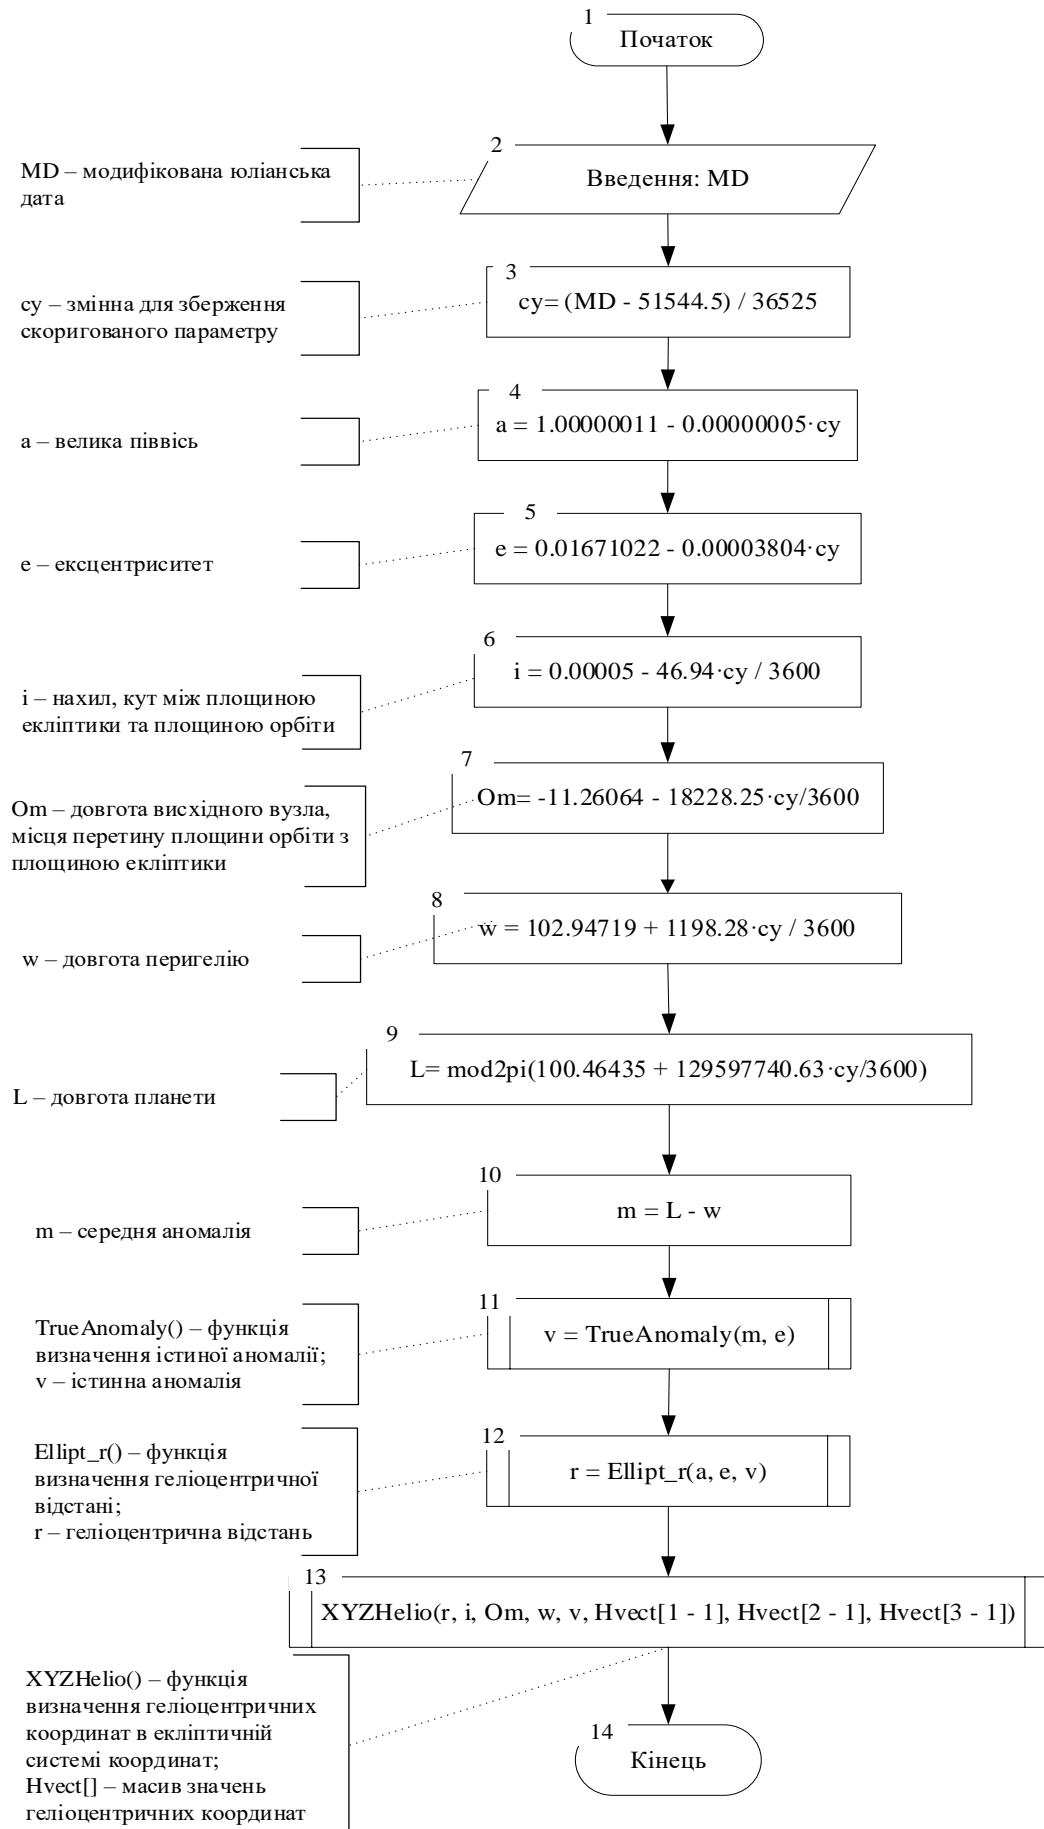 1
Початок
2
Введення: MD
MD – модифікована юліанська
дата
3
cy= (MD - 51544.5) / 36525
cy – змінна для зберження
скоригованого параметру
4
a = 1.00000011 - 0.00000005·cy
a – велика піввісь
5
e = 0.01671022 - 0.00003804·cy
e – ексцентриситет
6
i = 0.00005 - 46.94·cy / 3600
i – нахил, кут між площиною
екліптики та площиною орбіти
7
Om= -11.26064 - 18228.25·cy/3600
Om – довгота висхідного вузла,
місця перетину площини орбіти з
площиною екліптики
8
w = 102.94719 + 1198.28·cy / 3600
w – довгота перигелію
9
L= mod2pi(100.46435 + 129597740.63·cy/3600)
L – довгота планети
10
m = L - w
m – середня аномалія
11
v = TrueAnomaly(m, e)
TrueAnomaly() – функція
визначення істиної аномалії;
v – істинна аномалія
12
r = Ellipt_r(a, e, v)
Ellipt_r() – функція
визначення геліоцентричної
відстані;
r – геліоцентрична відстань
13
XYZHelio(r, i, Om, w, v, Hvect[1 - 1], Hvect[2 - 1], Hvect[3 - 1])
XYZHelio() – функція
визначення геліоцентричних
координат в екліптичній
системі координат;
Hvect[] – масив значень
геліоцентричних координат
14
Кінець